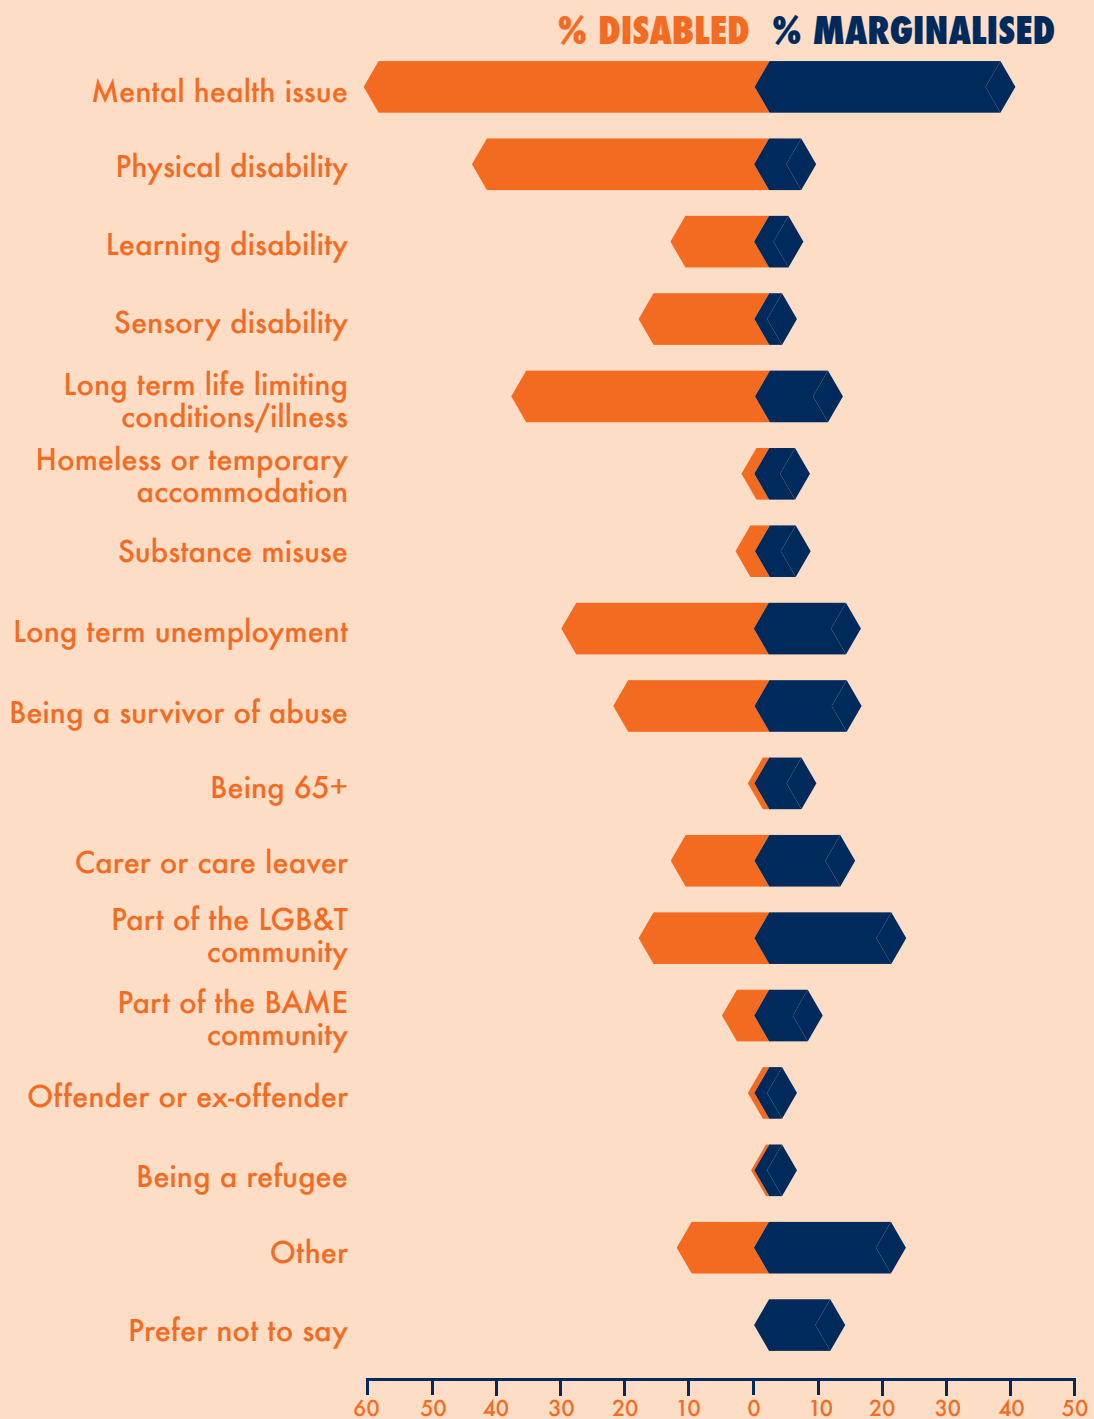 % DISABLED % MARGINALISED
Mental health issue
Physical disability
Learning disability
Sensory disability
Long term life limiting
conditions/illness
Homeless or temporary
accommodation
Substance misuse
Long term unemployment
Being a survivor of abuse
Being 65+
Carer or care leaver
Part of the LGB&T
community
Part of the BAME
community
Offender or ex-offender
Being a refugee
Other
Prefer not to say
60 50 40 30 20 10 0 10 20 30 40 50